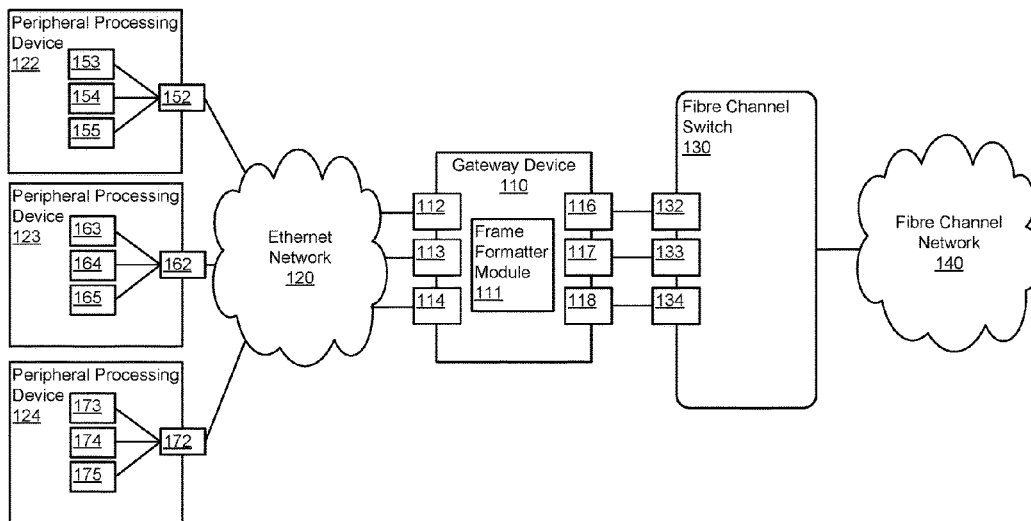 Peripheral Processing
Device
122
153
154
155
152
Peripheral Processing
Device
123
163
164
165
162
Peripheral Processing
Device
124
173
174
175
172
Ethernet
Network
120
Gateway Device
110
112
113
114
Frame
Formatter
Module
111
116
117
118
Fibre Channel
Switch
130
132
133
134
Fibre Channel
Network
140